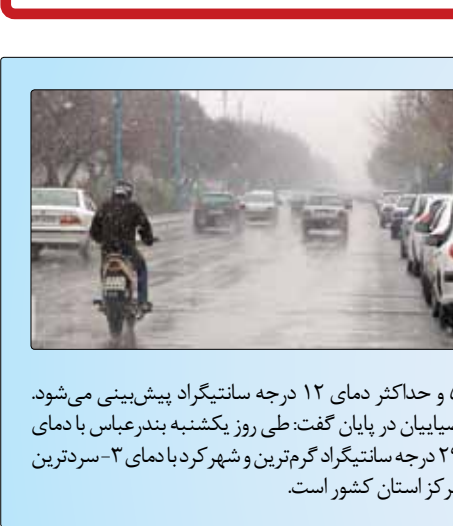 و حداکثر دمای ۱۲ درجه سانتیگراد پیش‌بینی می‌شود.
در پایان گفت: طی روز یکشنبه بندرعباس با دمای
درجه سانتیگراد گرم‌ترین و شهرکرد با دمای ۳- سردترین
استان کشور است.